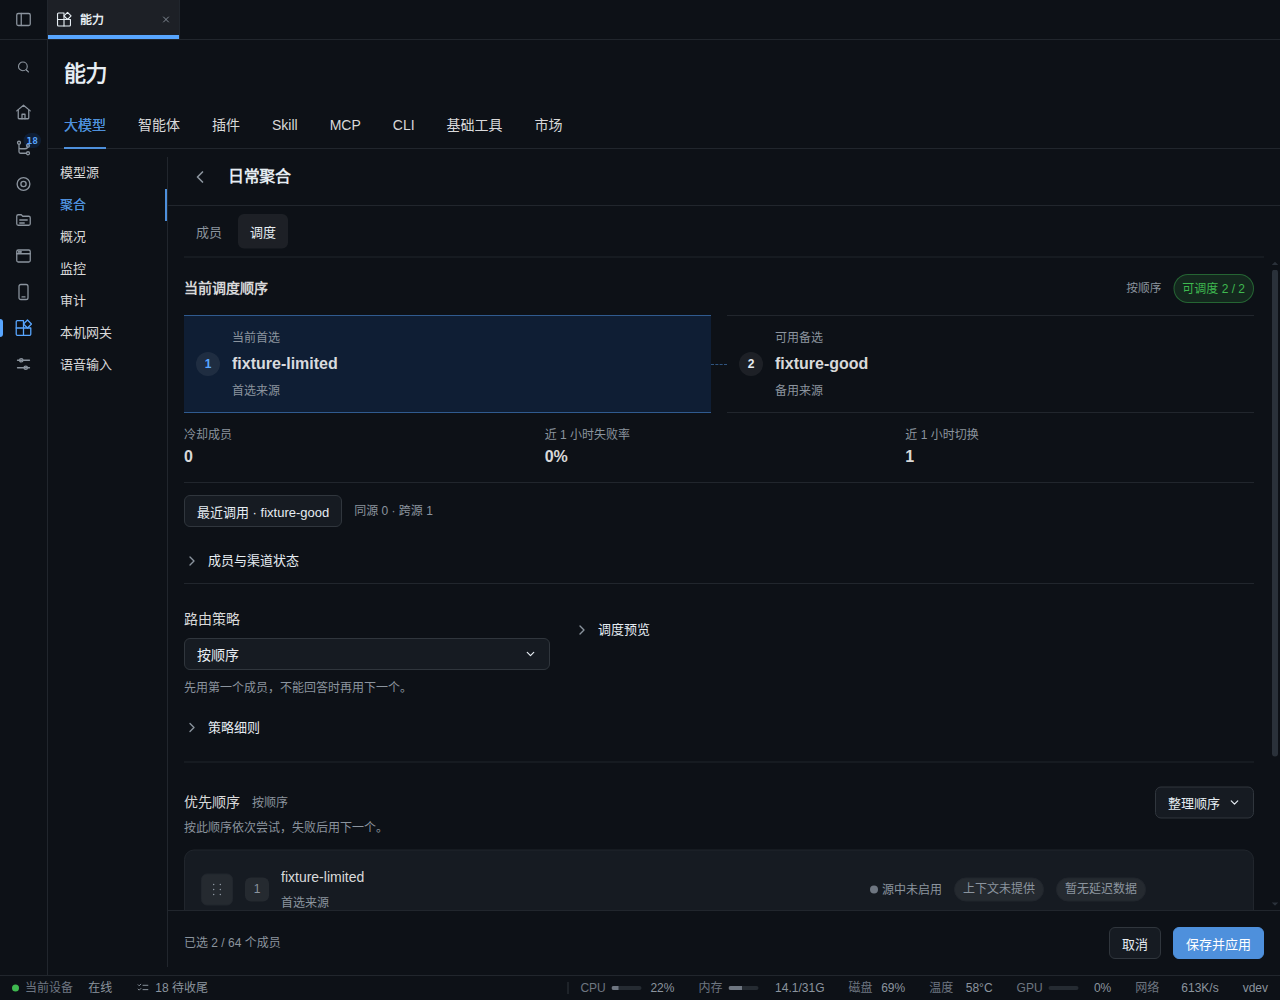 能力
能力
大模型 智能体 插件 Skill MCP CLI 基础工具 市场
18
模型源
聚合
概况
监控
审计
本机网关
语音输入
日常聚合
成员 调度
当前调度顺序 按顺序 可调度 2 / 2
当前首选
1 fixture-limited
首选来源
可用备选
2 fixture-good
备用来源
冷却成员 近 1 小时失败率 近 1 小时切换
0 0% 1
最近调用 · fixture-good 同源 0 · 跨源 1
成员与渠道状态
路由策略
调度预览
按顺序
先用第一个成员，不能回答时再用下一个。
策略细则
优先顺序 按顺序 整理顺序
按此顺序依次尝试，失败后用下一个。
1 fixture-limited
首选来源
源中未启用 上下文未提供 暂无延迟数据
已选 2 / 64 个成员 取消 保存并应用
当前设备 在线 18 待收尾 CPU 22% 内存 14.1/31G 磁盘 69% 温度 58°C GPU 0% 网络 613K/s vdev